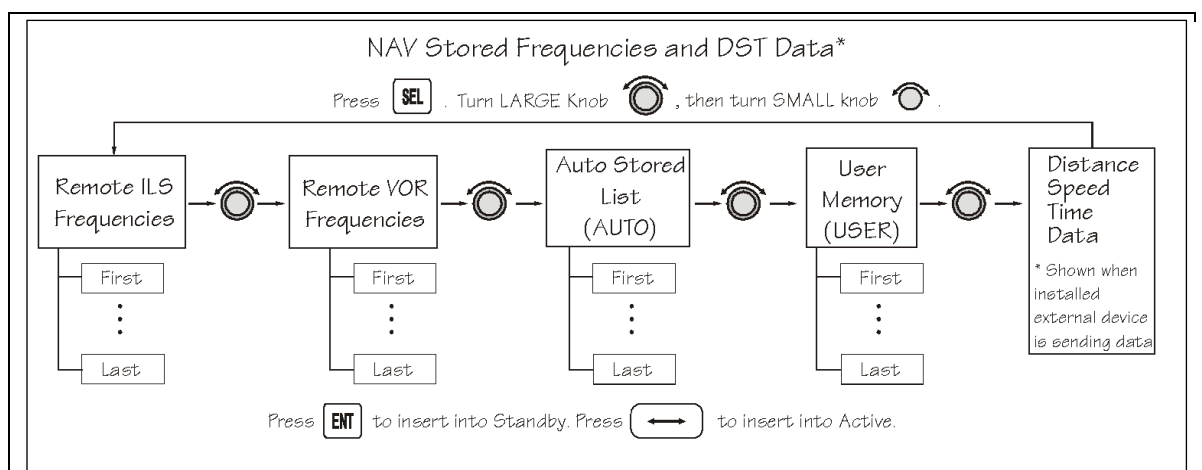 NAV Stored Frequencies and DST Data*
Press SEL . Turn LARGE Knob , then turn SMALL knob .
Remote ILS
Frequencies
Remote VOR
Frequencies
Auto Stored
List
(AUTO)
User
Memory
(USER)
Distance
Speed
Time
Data
* Shown when
installed
external device
is sending data
First
Last
First
Last
First
Last
First
Last
Press ENT to insert into Standby. Press ↔ to insert into Active.